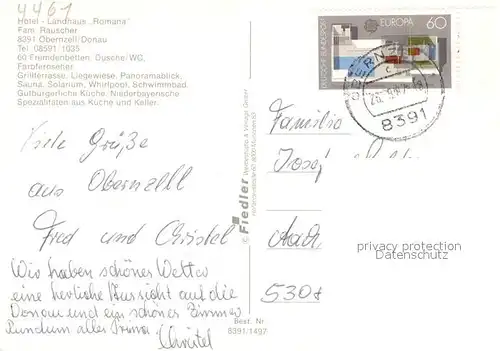 4461
Hotel - Landhaus „Romana"
Fam. Rauscher
8391 Obernzell/Donau
Tel. 08591/1035
60 Fremdenbetten. Dusche/WC,
Farbfernseher
Grillterrasse, Liegewiese, Panoramablick,
Sauna, Solarium, Whirlpool, Schwimmbad.
Gutbürgerliche Küche. Niederbayerische
Spezialitäten aus Küche und Keller.
Viele Grüße
aus Obernzell
Fred und Christel
Wir haben schönes Wetter
eine herrliche Aussicht auf die
Donau und ein schönes Zimmer
Rundum alles Prima
Christel
Best. Nr.
8391/1497
© Fiedler
DEUTSCHE BUNDESPOST
EUROPA
60
8391
Familie
Josef
5308
privacy protection
Datenschutz